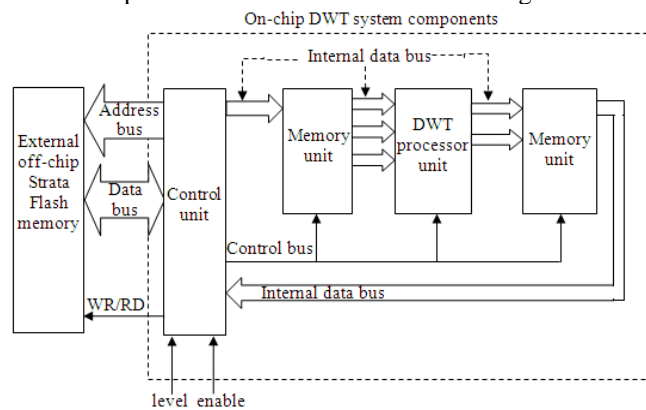 On-chip DWT system components
Internal data bus
Address
bus
External
off-chip
Strata
Flash
memory
Data
bus
Control
unit
Memory
unit
DWT
processor
unit
Memory
unit
Control bus
Internal data bus
WR/RD
level enable